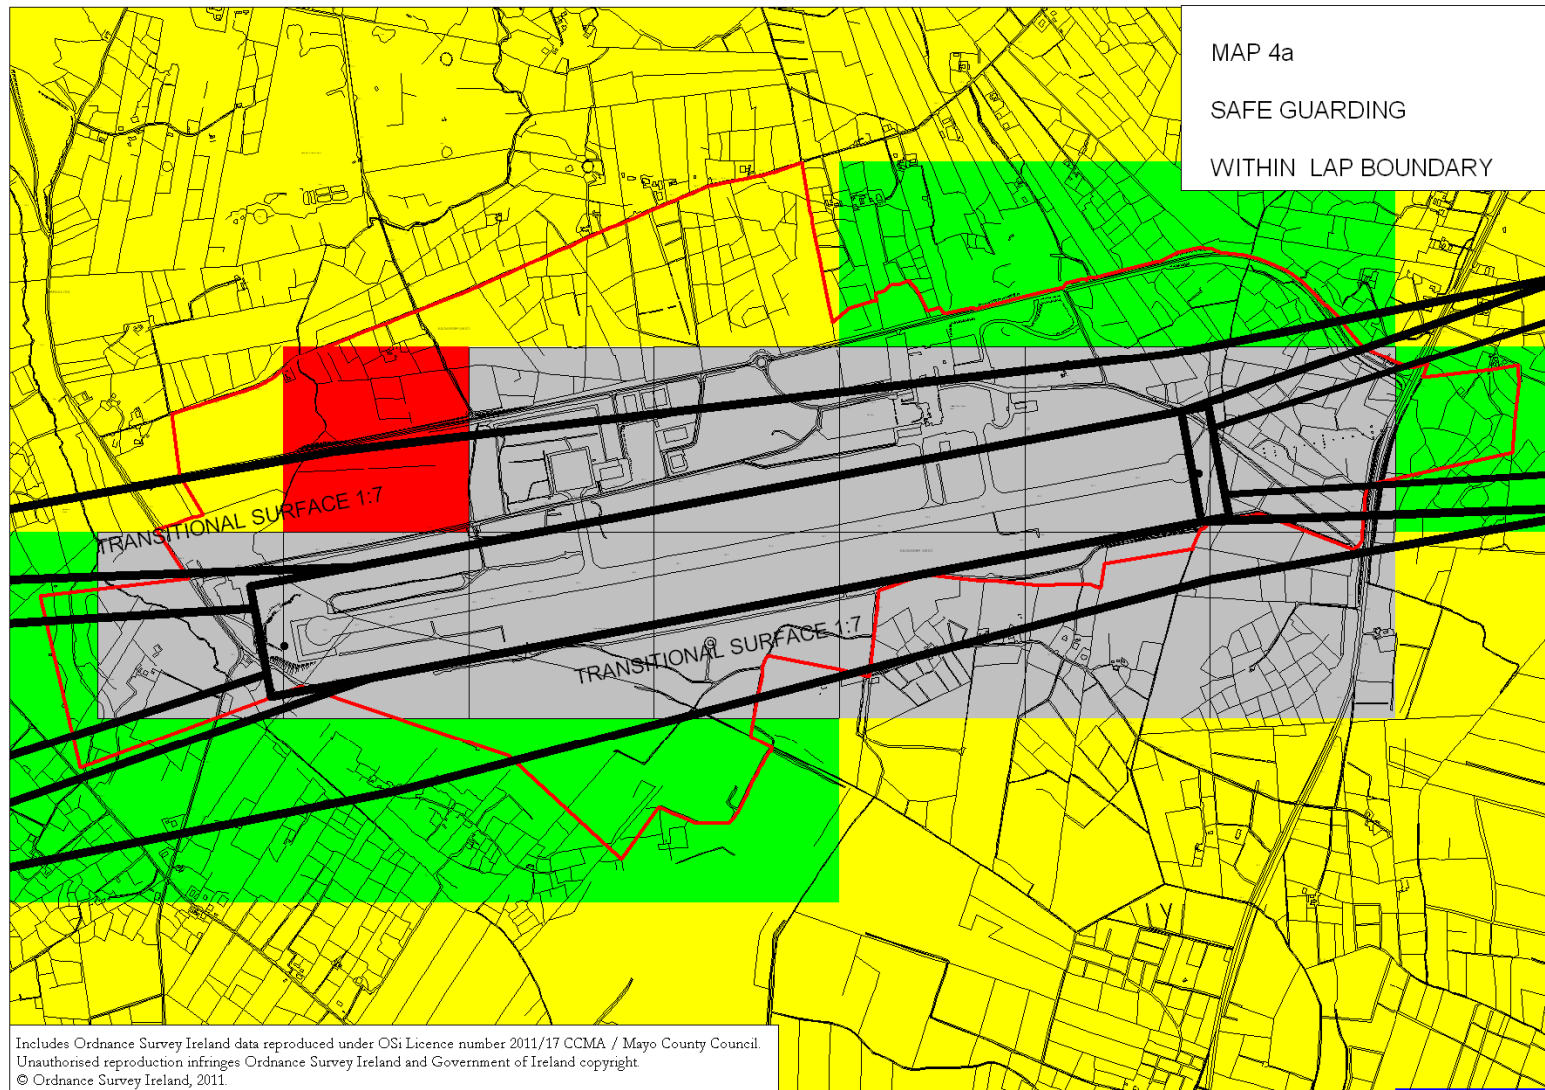 MAP 4a
SAFE GUARDING
WITHIN LAP BOUNDARY
TRANSITIONAL SURFACE 1:7
TRANSITIONAL SURFACE 1:7
Includes Ordnance Survey Ireland data reproduced under OSi Licence number 2011/17 CCMA / Mayo County Council.
Unauthorised reproduction infringes Ordnance Survey Ireland and Government of Ireland copyright.
© Ordnance Survey Ireland, 2011.